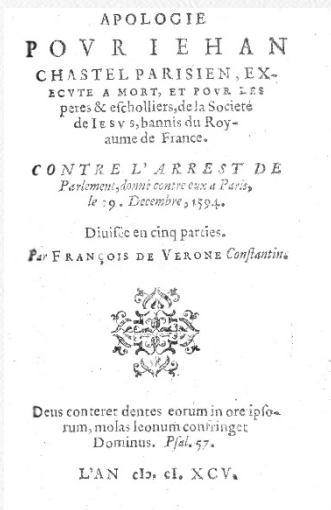 APOLOGIE
POVR IEHAN
CHASTEL PARISIEN, EX-
ECVTE A MORT, ET POVR LES
peres & escholliers, de la Societé
de IESVS, bannis du Roy-
aume de France.
CONTRE L'ARREST DE
Parlement, donné contre eux a Paris,
le :9. Decembre, 1594.
Diuisée en cinq parties.
Par FRANÇOIS DE VERONE Constantin.
Deus conteret dentes eorum in ore ipso-
rum, molas leonum confringet
Dominus. Psal. 57.
L'AN cIɔ. cI. XCV.